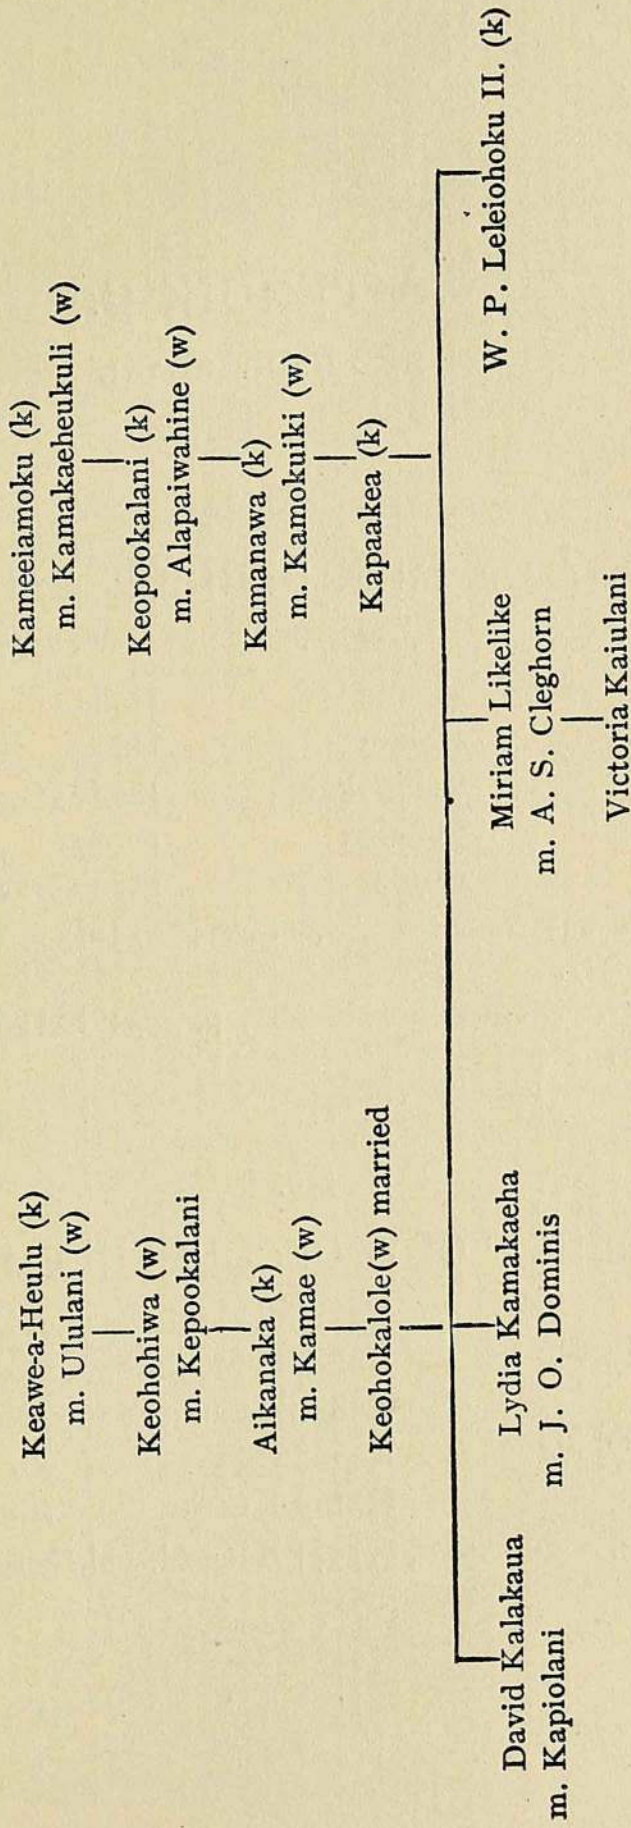 Keawe-a-Heulu (k)
m. Ululani (w)
Keohohiwa (w)
m. Kepookalani
Aikanaka (k)
m. Kamae (w)
Keohokalole(w) married
Kameeiamoku (k)
m. Kamakaeheukuli (w)
Keopookalani (k)
m. Alapaiwahine (w)
Kamanawa (k)
m. Kamokuiki (w)
Kapaakea (k)
David Kalakaua
m. Kapiolani
Lydia Kamakaeha
m. J. O. Dominis
Miriam Likelike
m. A. S. Cleghorn
Victoria Kaiulani
W. P. Leleiohoku II. (k)